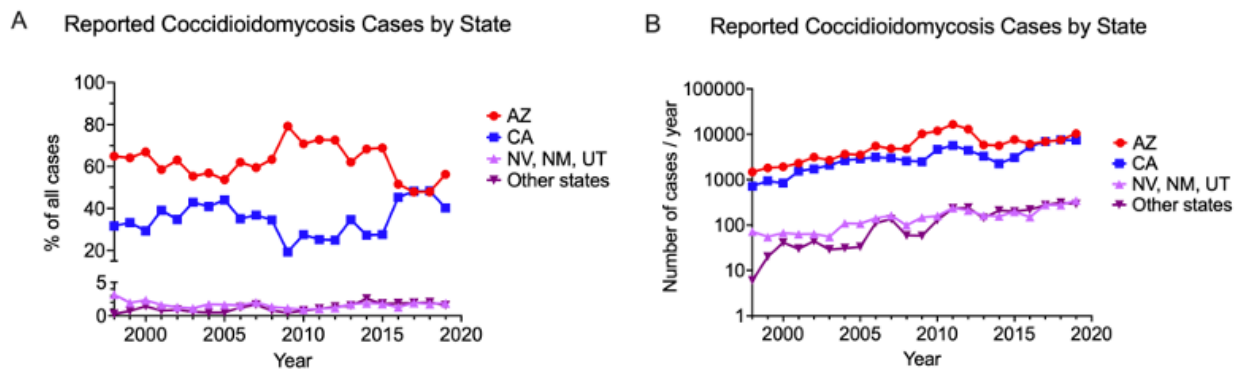 A Reported Coccidioidomycosis Cases by State
% of all cases
100
80
60
40
20
5
0
2000 2005 2010 2015 2020
Year
AZ
CA
NV, NM, UT
Other states
B Reported Coccidioidomycosis Cases by State
Number of cases / year
100000
10000
1000
100
10
1
2000 2005 2010 2015 2020
Year
AZ
CA
NV, NM, UT
Other states